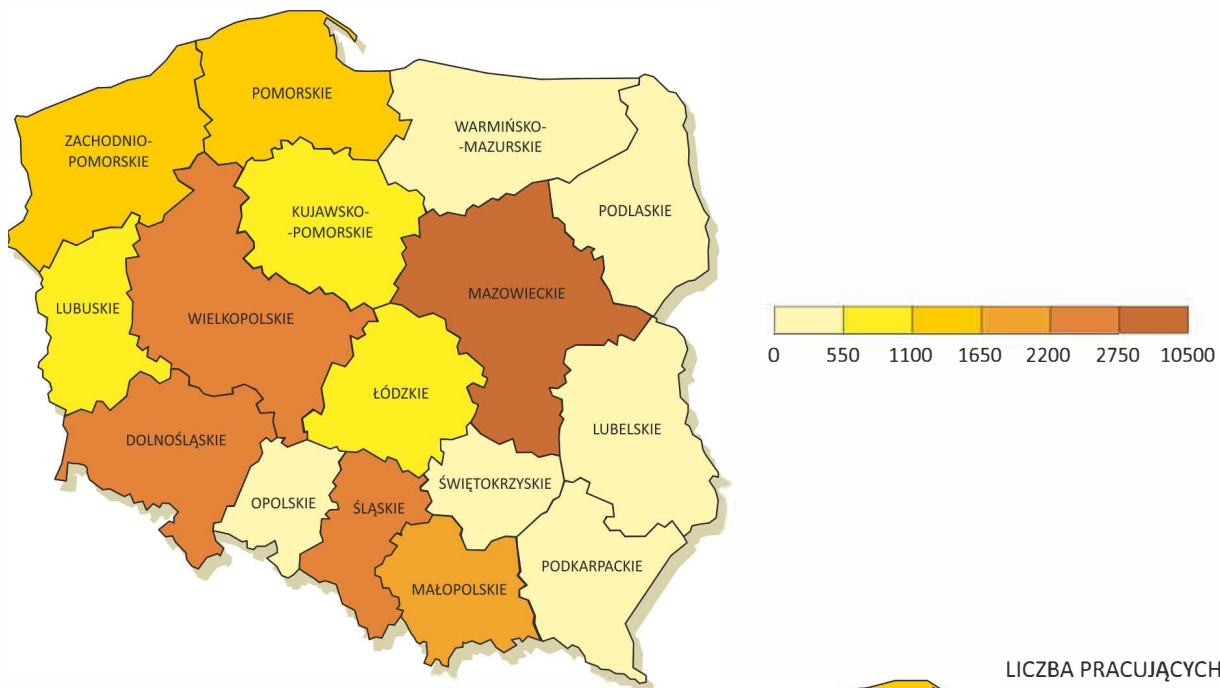 POMORSKIE
ZACHODNIO-
POMORSKIE
WARMIŃSKO-
-MAZURSKIE
KUJAWSKO-
-POMORSKIE
PODLASKIE
LUBUSKIE
WIELKOPOLSKIE
MAZOWIECKIE
0 550 1100 1650 2200 2750 10500
ŁÓDZKIE
DOLNOŚLĄSKIE
LUBELSKIE
OPOLSKIE
ŚLĄSKIE
ŚWIĘTOKRZYSKIE
MAŁOPOLSKIE
PODKARPACKIE
LICZBA PRACUJĄCYCH